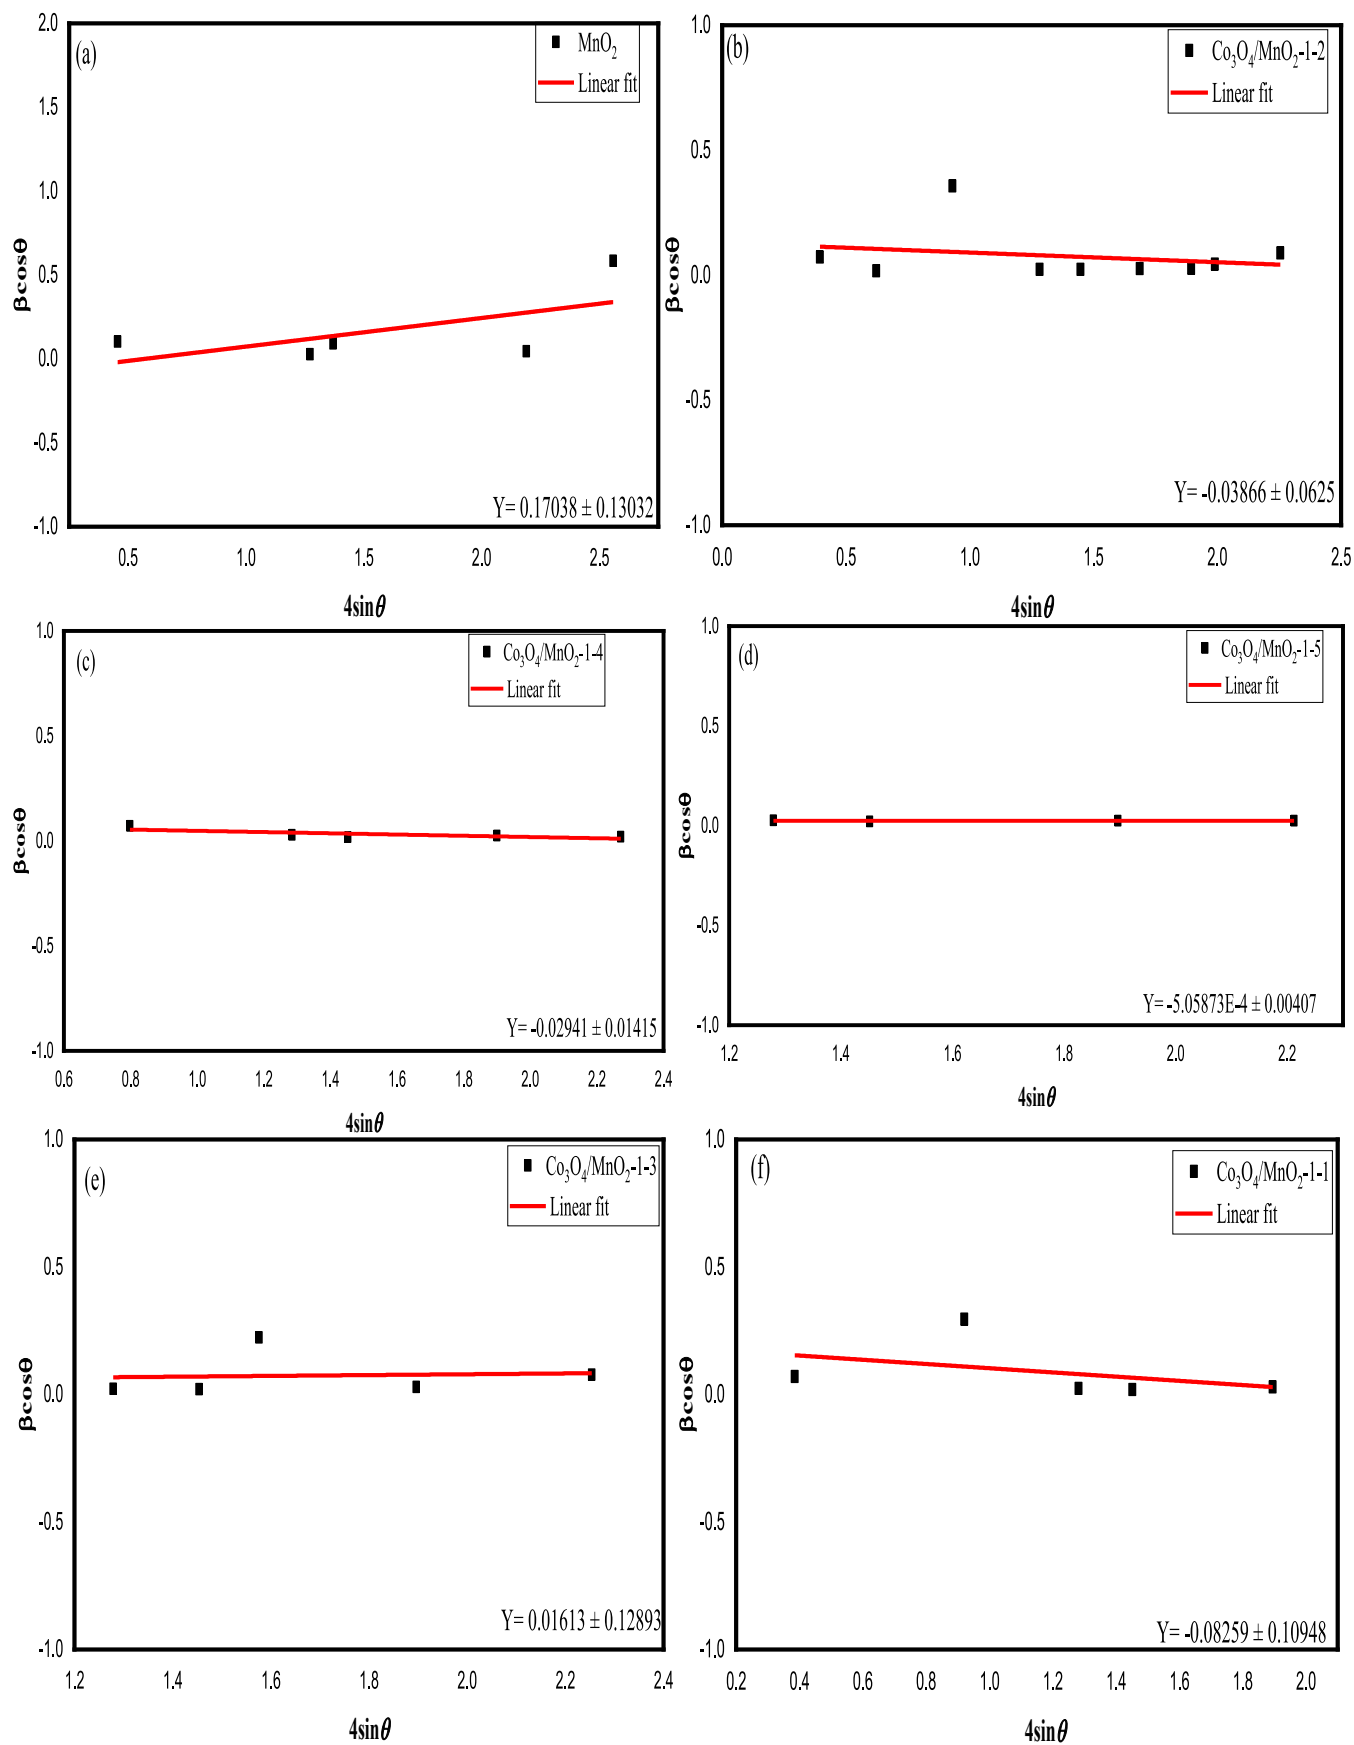 (a)
MnO₂
Linear fit
2.0
1.5
1.0
0.5
0.0
-0.5
-1.0
βcosθ
Y= 0.17038 ± 0.13032
0.5
1.0
1.5
2.0
2.5
4sinθ
(b)
Co₃O₄/MnO₂-1-2
Linear fit
1.0
0.5
0.0
-0.5
-1.0
βcosθ
Y= -0.03866 ± 0.0625
0.0
0.5
1.0
1.5
2.0
2.5
4sinθ
(c)
Co₃O₄/MnO₂-1-4
Linear fit
1.0
0.5
0.0
-0.5
-1.0
βcosθ
Y= -0.02941 ± 0.01415
0.6
0.8
1.0
1.2
1.4
1.6
1.8
2.0
2.2
2.4
4sinθ
(d)
Co₃O₄/MnO₂-1-5
Linear fit
1.0
0.5
0.0
-0.5
-1.0
βcosθ
Y= -5.05873E-4 ± 0.00407
1.2
1.4
1.6
1.8
2.0
2.2
4sinθ
(e)
Co₃O₄/MnO₂-1-3
Linear fit
1.0
0.5
0.0
-0.5
-1.0
βcosθ
Y= 0.01613 ± 0.12893
1.2
1.4
1.6
1.8
2.0
2.2
2.4
4sinθ
(f)
Co₃O₄/MnO₂-1-1
Linear fit
1.0
0.5
0.0
-0.5
-1.0
βcosθ
Y= -0.08259 ± 0.10948
0.2
0.4
0.6
0.8
1.0
1.2
1.4
1.6
1.8
2.0
4sinθ